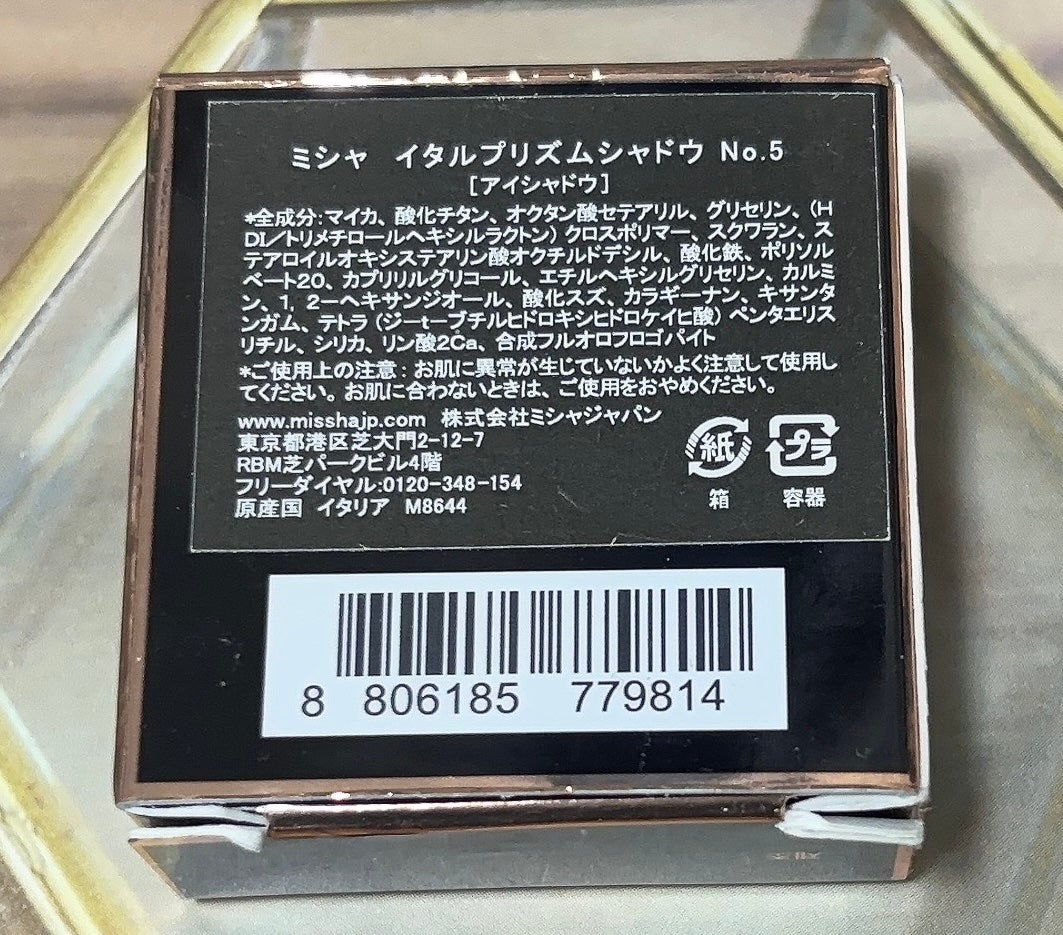 ミシャ イタルプリズムシャドウ No.5
[アイシャドウ]
*全成分:マイカ、酸化チタン、オクタン酸セテアリル、グリセリン、(H
DI/トリメチロールヘキシルラクトン)クロスポリマー、スクワラン、ス
テアロイルオキシステアリン酸オクチルドデシル、酸化鉄、ポリソル
ベート20、カプリリルグリコール、エチルヘキシルグリセリン、カルミ
ン、1,2-ヘキサンジオール、酸化スズ、カラギーナン、キサンタ
ンガム、テトラ(ジ-t-ブチルヒドロキシヒドロケイヒ酸)ペンタエリス
リチル、シリカ、リン酸2Ca、合成フルオロフロゴパイト
*ご使用上の注意:お肌に異常が生じていないかよく注意して使用し
てください。お肌に合わないときは、ご使用をおやめください。
www.misshajp.com 株式会社ミシャジャパン
東京都港区芝大門2-12-7
RBM芝パークビル4階
フリーダイヤル:0120-348-154
原産国 イタリア M8644
紙 プラ
箱 容器
8 806185 779814